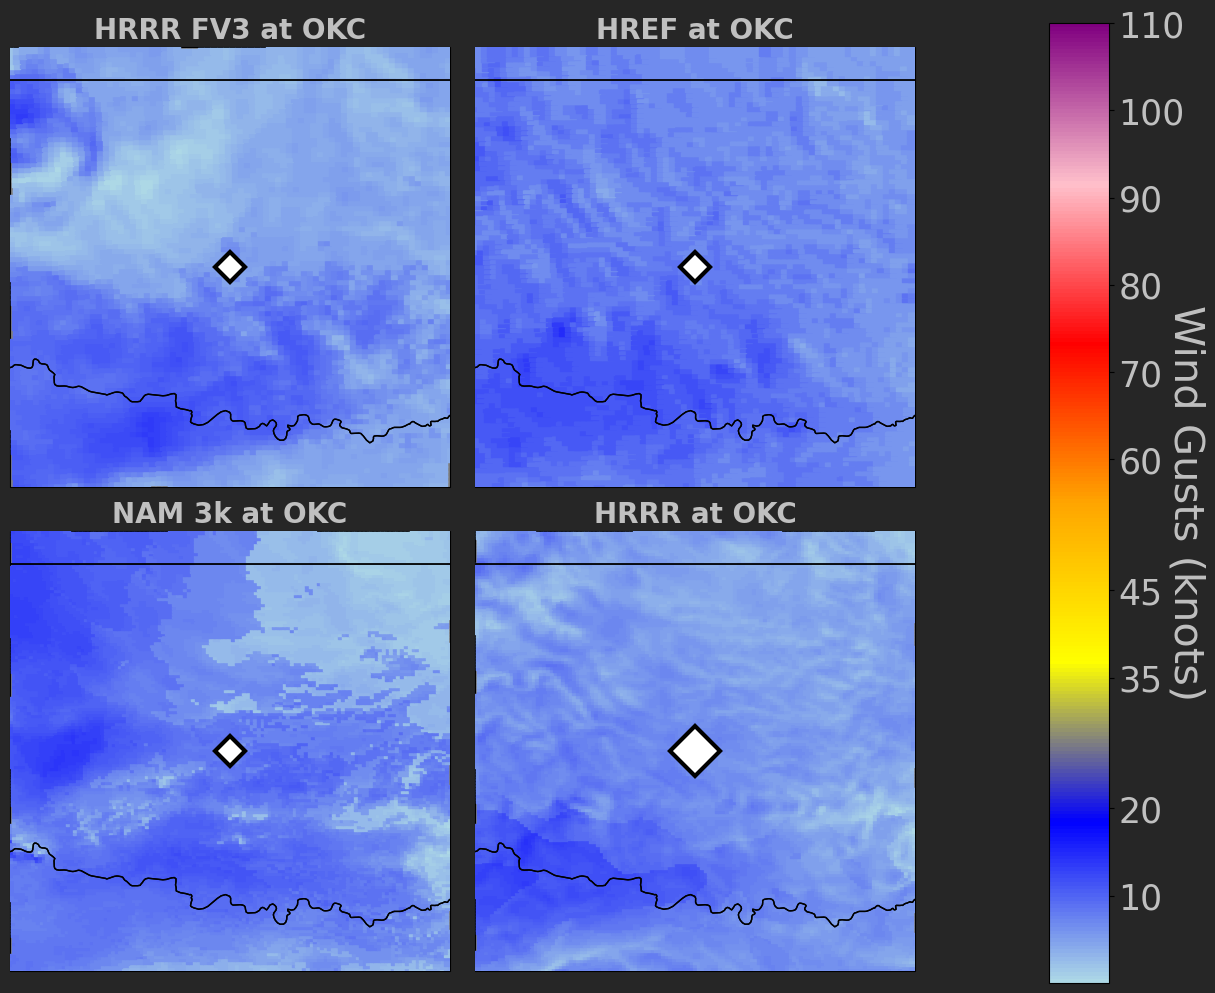 HRRR FV3 at OKC
HREF at OKC
NAM 3k at OKC
HRRR at OKC
110
100
90
80
70
60
45
35
20
10
Wind Gusts (knots)